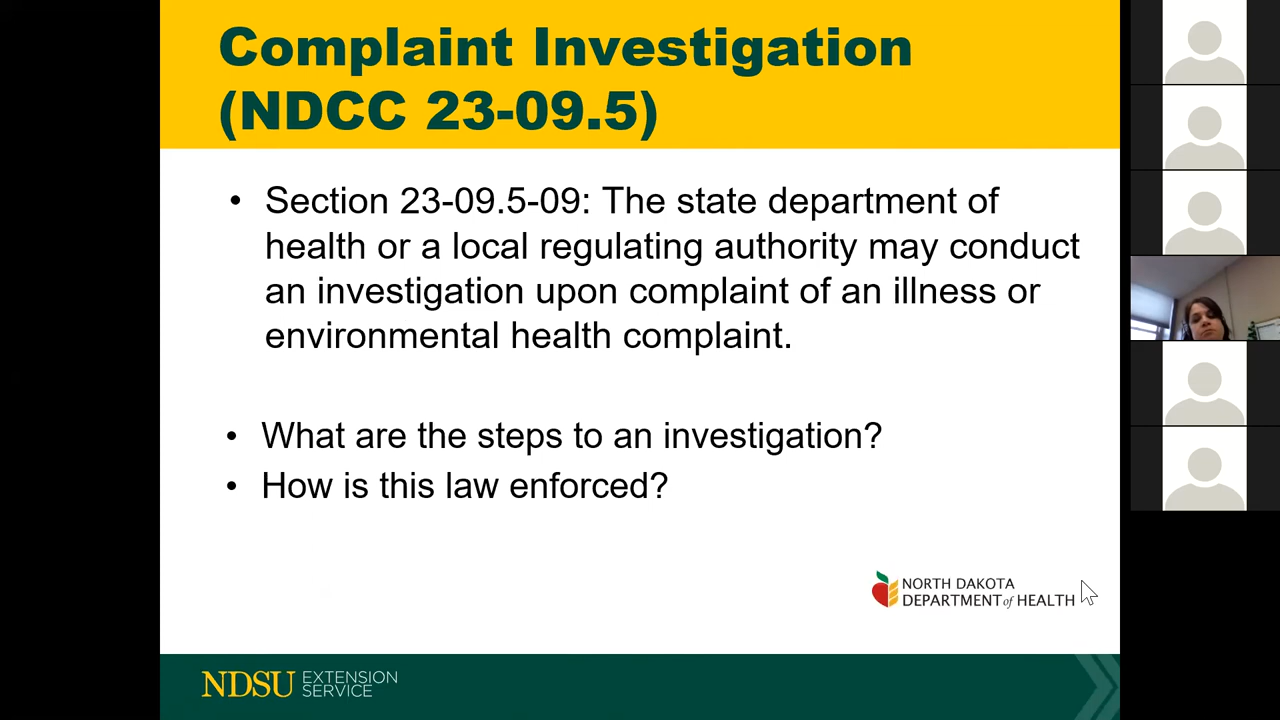 Complaint Investigation
(NDCC 23-09.5)
• Section 23-09.5-09: The state department of
health or a local regulating authority may conduct
an investigation upon complaint of an illness or
environmental health complaint.
• What are the steps to an investigation?
• How is this law enforced?
NORTH DAKOTA
DEPARTMENT of HEALTH
NDSU EXTENSION
SERVICE